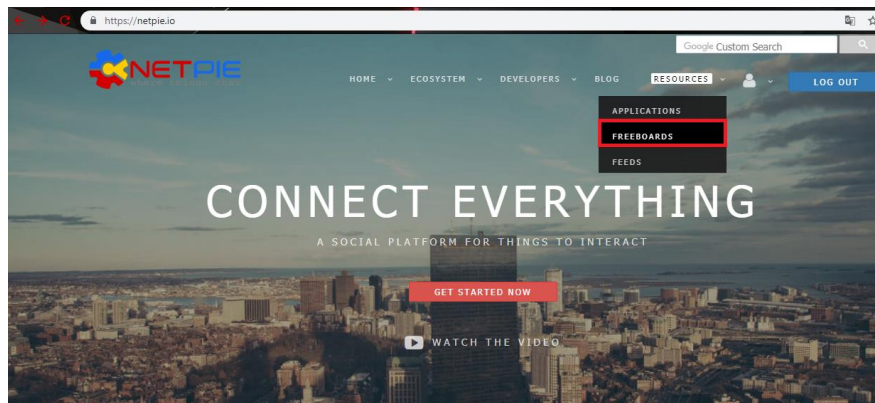 https://netpie.io
Google Custom Search
NETPIE
HOME ECOSYSTEM DEVELOPERS BLOG RESOURCES LOG OUT
APPLICATIONS
FREEBOARDS
FEEDS
CONNECT EVERYTHING
A SOCIAL PLATFORM FOR THINGS TO INTERACT
GET STARTED NOW
WATCH THE VIDEO